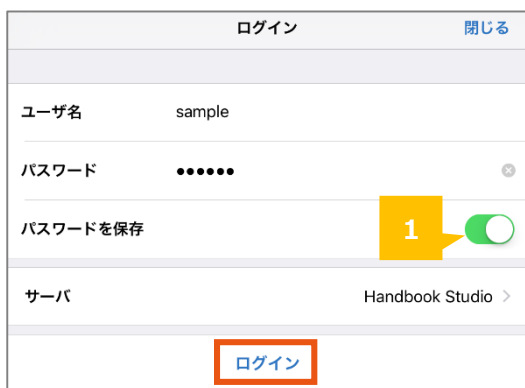 ログイン 閉じる
ユーザ名 sample
パスワード ••••••
パスワードを保存 1
サーバ Handbook Studio >
ログイン